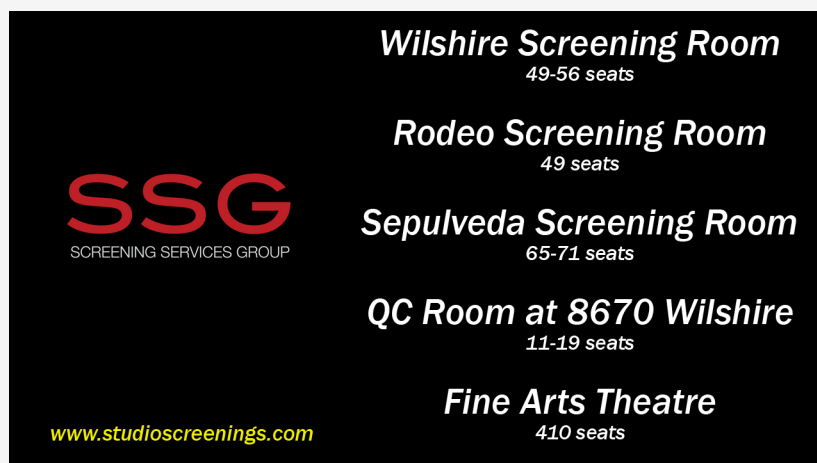 SSG
SCREENING SERVICES GROUP
www.studioscreenings.com
Wilshire Screening Room
49-56 seats
Rodeo Screening Room
49 seats
Sepulveda Screening Room
65-71 seats
QC Room at 8670 Wilshire
11-19 seats
Fine Arts Theatre
410 seats